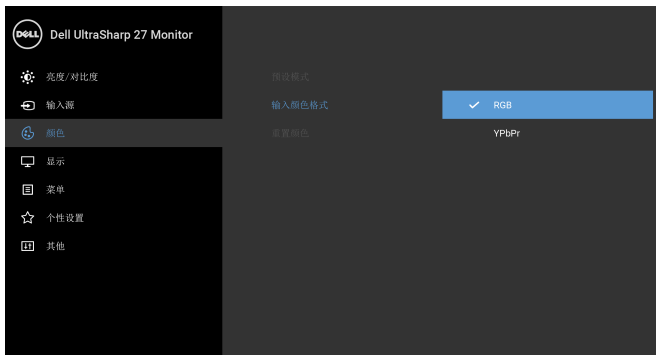 DELL
Dell UltraSharp 27 Monitor
亮度/对比度
预设模式
输入源
输入颜色格式
RGB
颜色
重置颜色
YPbPr
显示
菜单
个性设置
其他